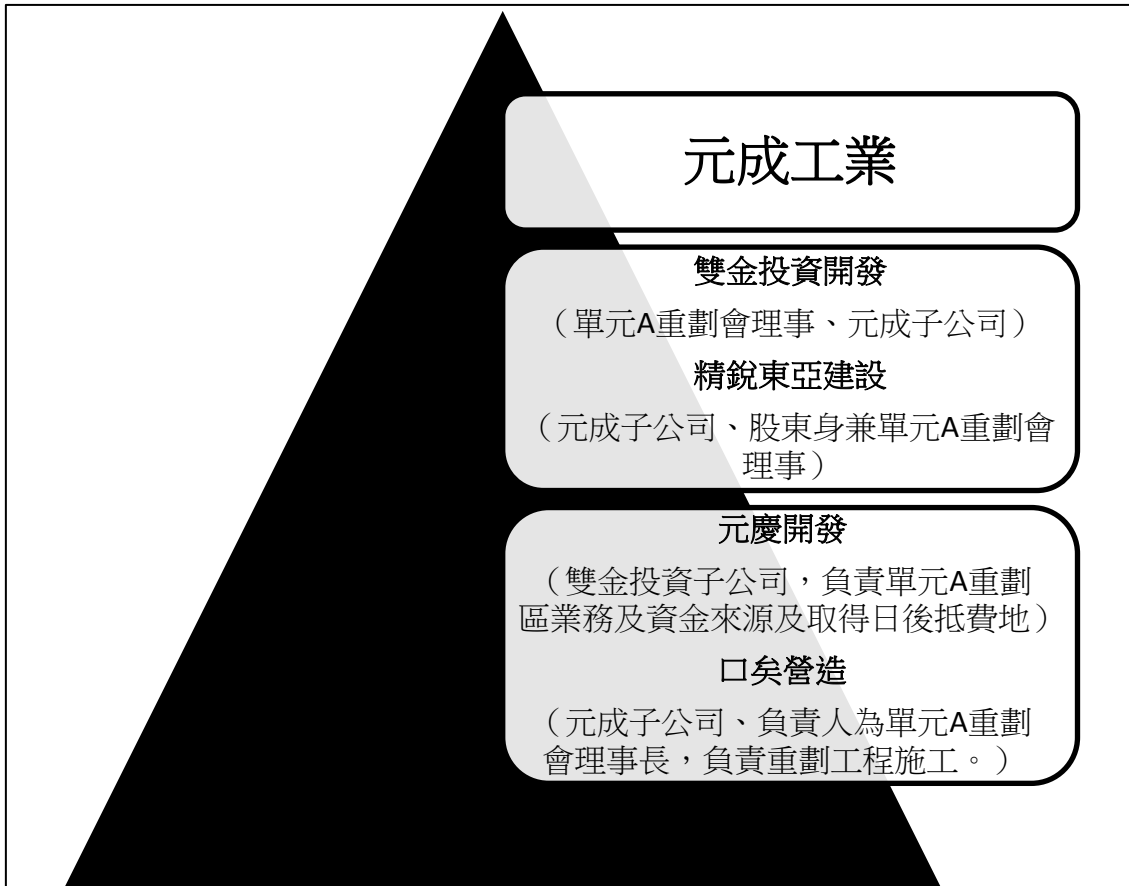 元成工業
雙金投資開發
（單元A重劃會理事、元成子公司）
精銳東亞建設
（元成子公司、股東身兼單元A重劃會
理事）
元慶開發
（雙金投資子公司，負責單元A重劃
區業務及資金來源及取得日後抵費地）
口矣營造
（元成子公司、負責人為單元A重劃
會理事長，負責重劃工程施工。）